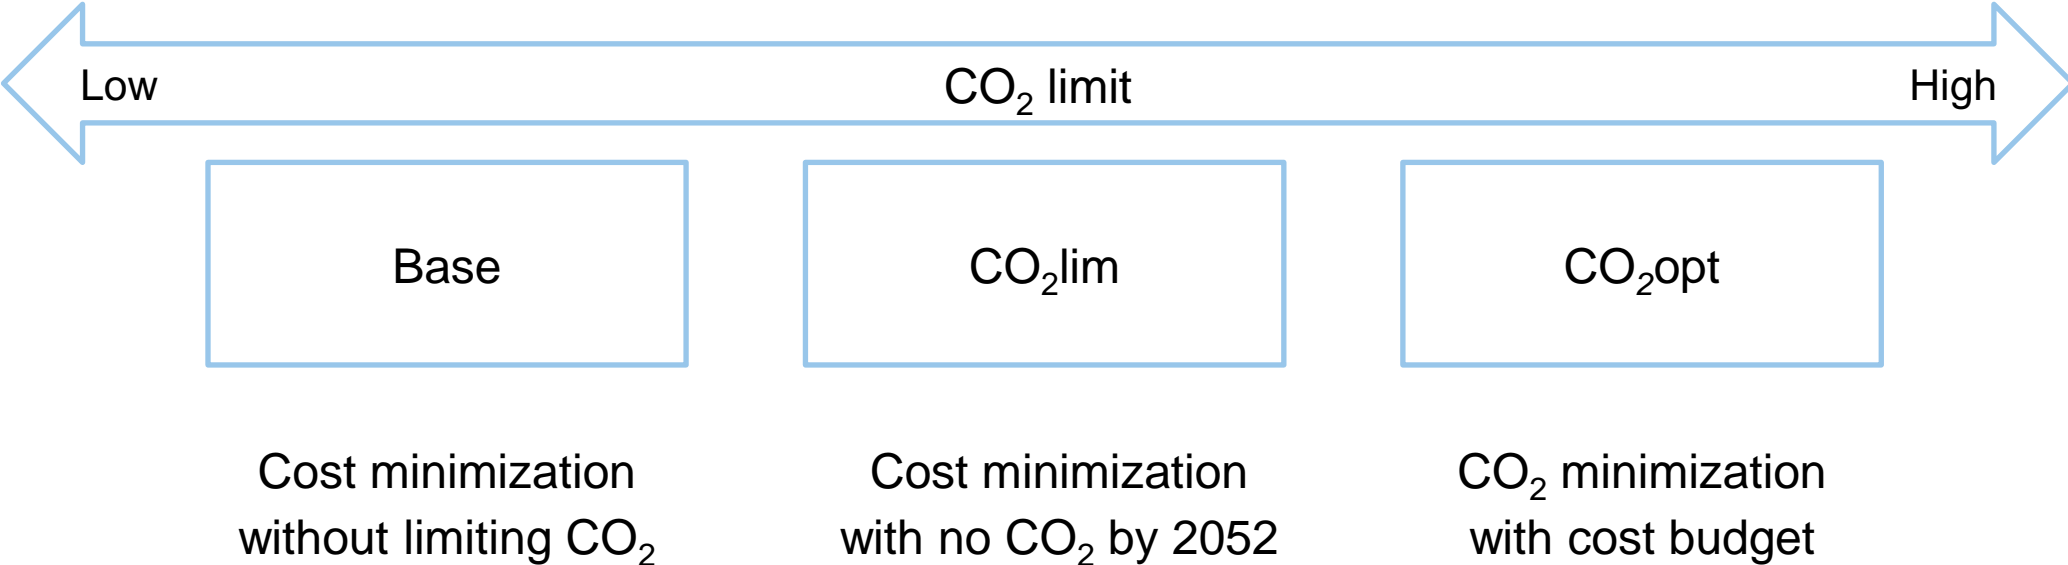 Low CO₂ limit High
Base CO₂lim CO₂opt
Cost minimization
without limiting CO₂
Cost minimization
with no CO₂ by 2052
CO₂ minimization
with cost budget